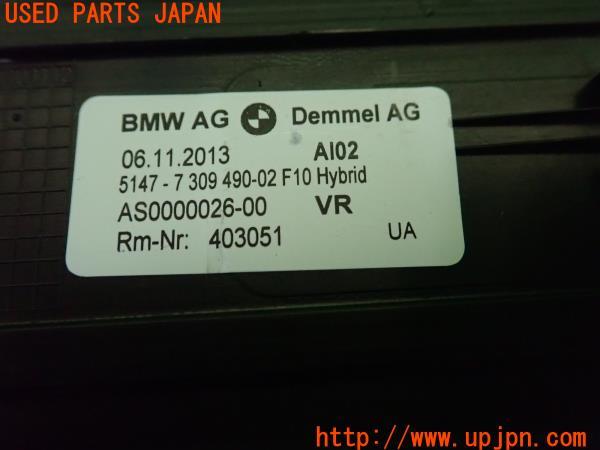 USED PARTS JAPAN
BMW AG Demmel AG
06.11.2013 AI02
5147 - 7 309 490-02 F10 Hybrid
AS0000026-00 VR
Rm-Nr: 403051 UA
http://www.upjpn.com/